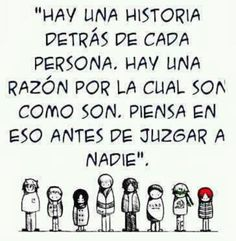 "HAY UNA HISTORIA
DETRÁS DE CADA
PERSONA. HAY UNA
RAZÓN POR LA CUAL SON
COMO SON. PIENSA EN
ESO ANTES DE JUZGAR A
NADIE".